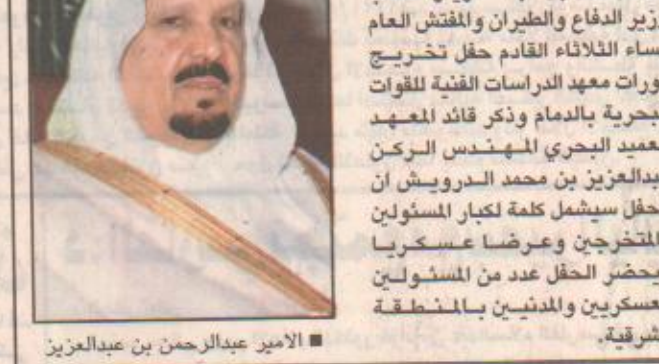 وزير الدفاع والطيران والمفتش العام
مساء الثلاثاء القادم حفل تخريج
دورات معهد الدراسات الفنية للقوات
البحرية بالدمام وذكر قائد المعهد
العميد البحري المهندس الركن
عبدالعزيز بن محمد الدرويش ان
الحفل سيشمل كلمة لكبار المسئولين
والمتخرجين وعرضا عسكريا
ويحضر الحفل عدد من المسئولين
العسكريين والمدنيين بالمنطقة
الشرقية.
■ الامير عبدالرحمن بن عبدالعزيز